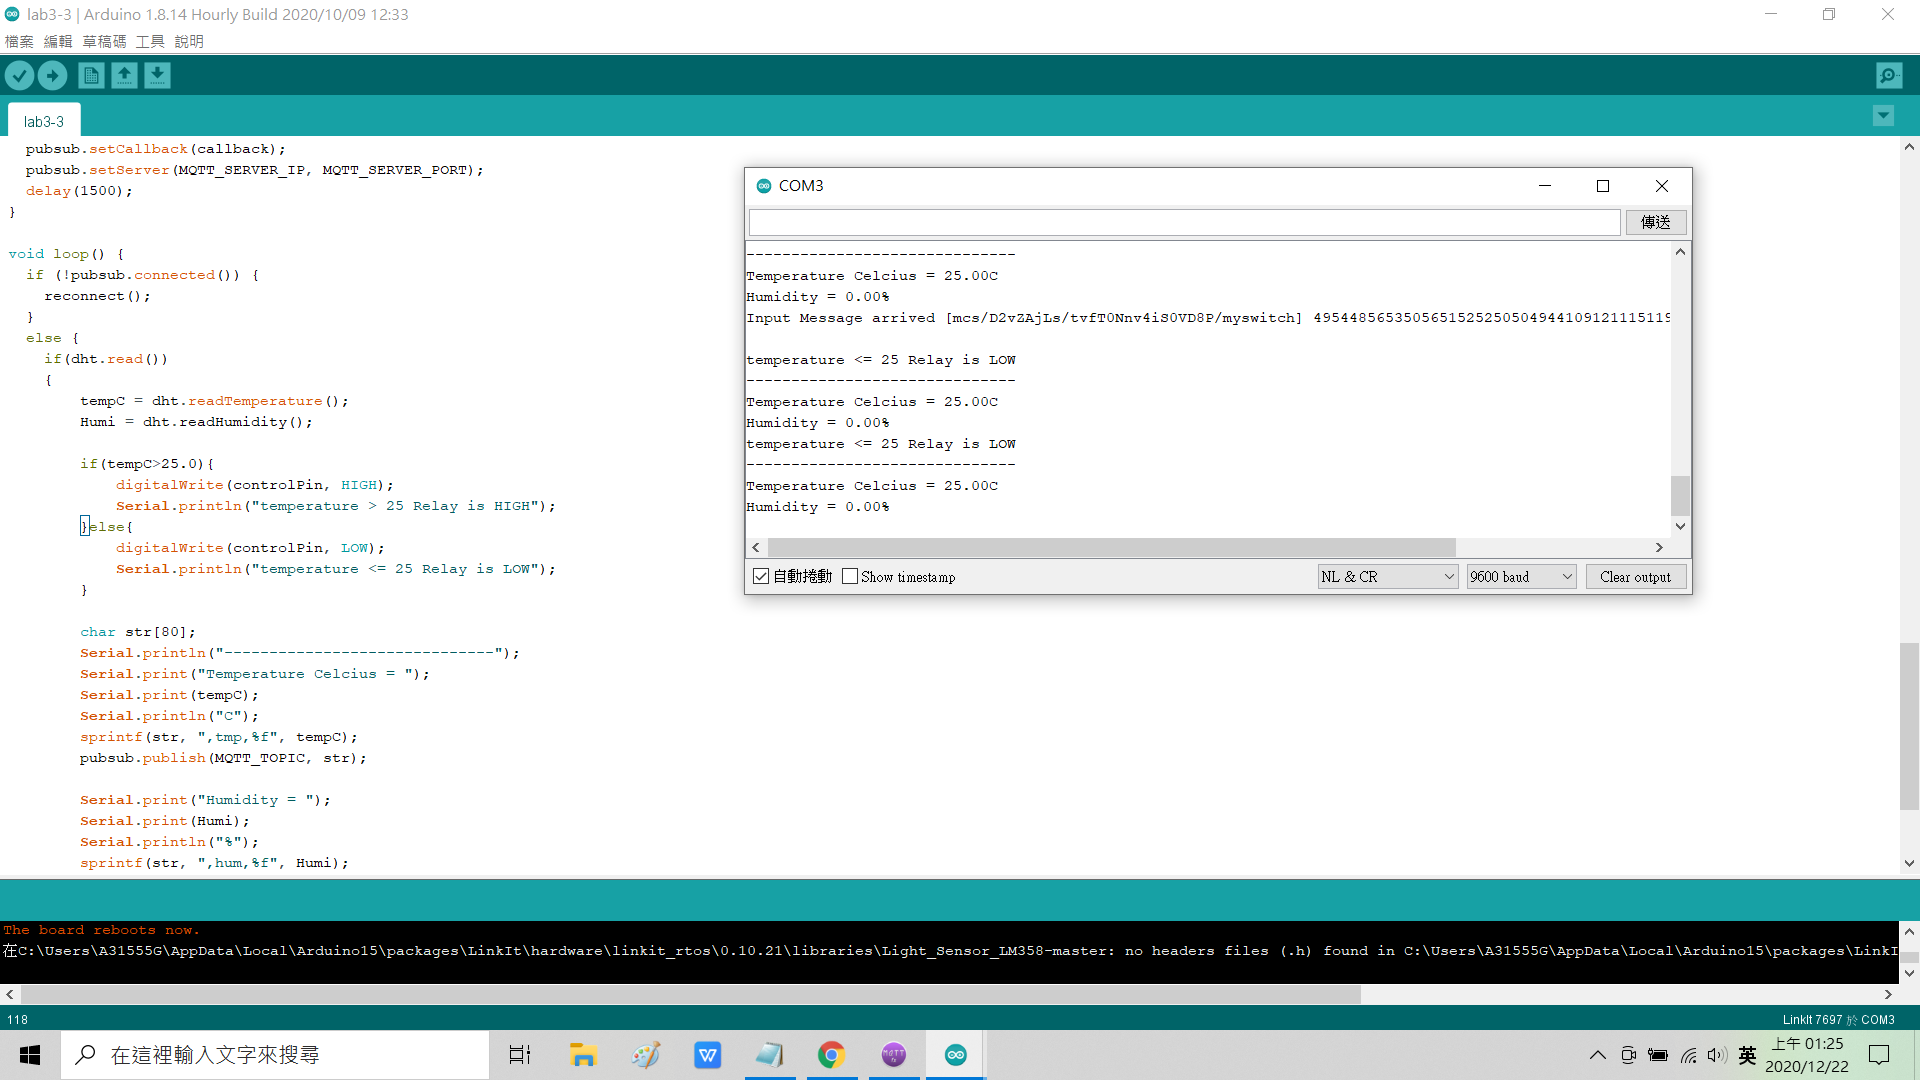 lab3-3 | Arduino 1.8.14 Hourly Build 2020/10/09 12:33
檔案 編輯 草稿碼 工具 說明
lab3-3
pubsub.setCallback(callback);
pubsub.setServer(MQTT_SERVER_IP, MQTT_SERVER_PORT);
delay(1500);
}
void loop() {
if (!pubsub.connected()) {
reconnect();
}
else {
if(dht.read())
{
tempC = dht.readTemperature();
Humi = dht.readHumidity();
if(tempC>25.0){
digitalWrite(controlPin, HIGH);
Serial.println("temperature > 25 Relay is HIGH");
}else{
digitalWrite(controlPin, LOW);
Serial.println("temperature <= 25 Relay is LOW");
}
char str[80];
Serial.println("------------------------------");
Serial.print("Temperature Celcius = ");
Serial.print(tempC);
Serial.println("C");
sprintf(str, ",tmp,%f", tempC);
pubsub.publish(MQTT_TOPIC, str);
Serial.print("Humidity = ");
Serial.print(Humi);
Serial.println("%");
sprintf(str, ",hum,%f", Humi);
COM3
傳送
------------------------------
Temperature Celcius = 25.00C
Humidity = 0.00%
Input Message arrived [mcs/D2vZAjLs/tvfT0Nnv4iS0VD8P/myswitch] 4954485653505651525250504944109121115119
temperature <= 25 Relay is LOW
------------------------------
Temperature Celcius = 25.00C
Humidity = 0.00%
temperature <= 25 Relay is LOW
------------------------------
Temperature Celcius = 25.00C
Humidity = 0.00%
自動捲動 Show timestamp NL & CR 9600 baud Clear output
The board reboots now.
在C:\Users\A31555G\AppData\Local\Arduino15\packages\LinkIt\hardware\linkit_rtos\0.10.21\libraries\Light_Sensor_LM358-master: no headers files (.h) found in C:\Users\A31555G\AppData\Local\Arduino15\packages\LinkI
118
LinkIt 7697 於 COM3
在這裡輸入文字來搜尋
英
上午 01:25
2020/12/22